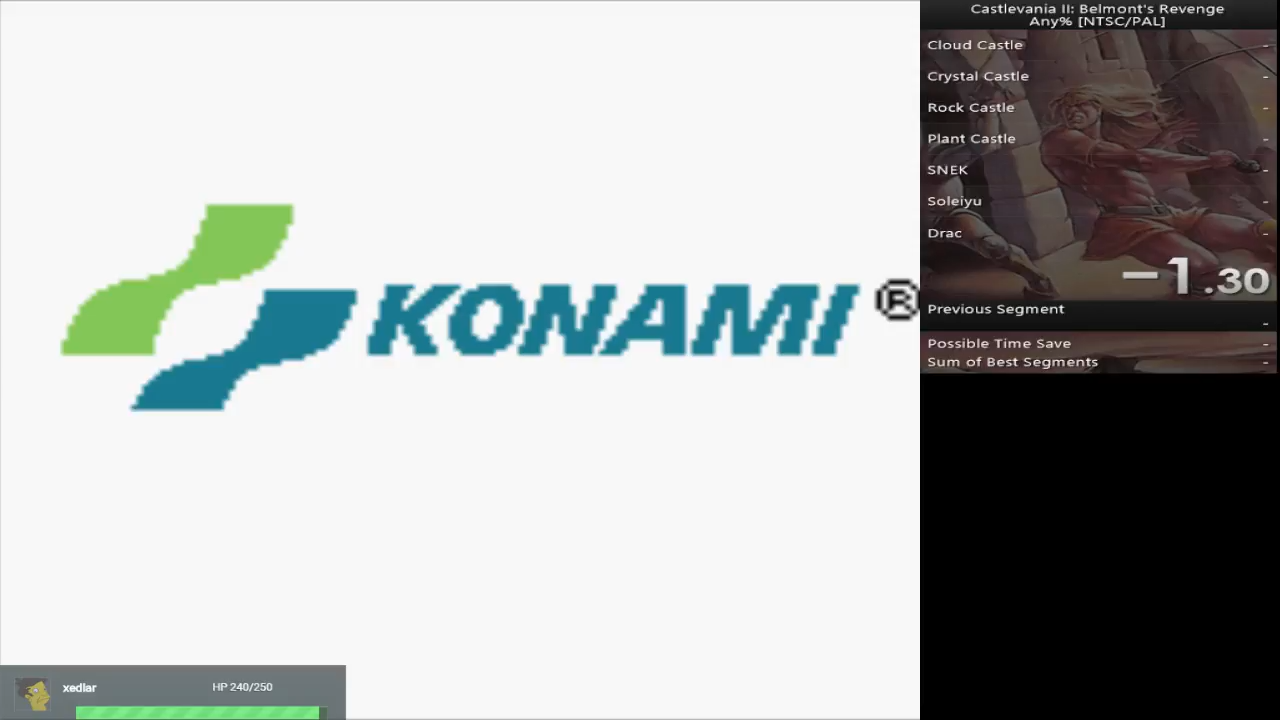 Castlevania II: Belmont's Revenge
Any% [NTSC/PAL]
Cloud Castle -
Crystal Castle -
Rock Castle -
Plant Castle -
SNEK -
Soleiyu -
Drac -
−1.30
Previous Segment
-
Possible Time Save -
Sum of Best Segments -
KONAMI ®
xedlar HP 240/250